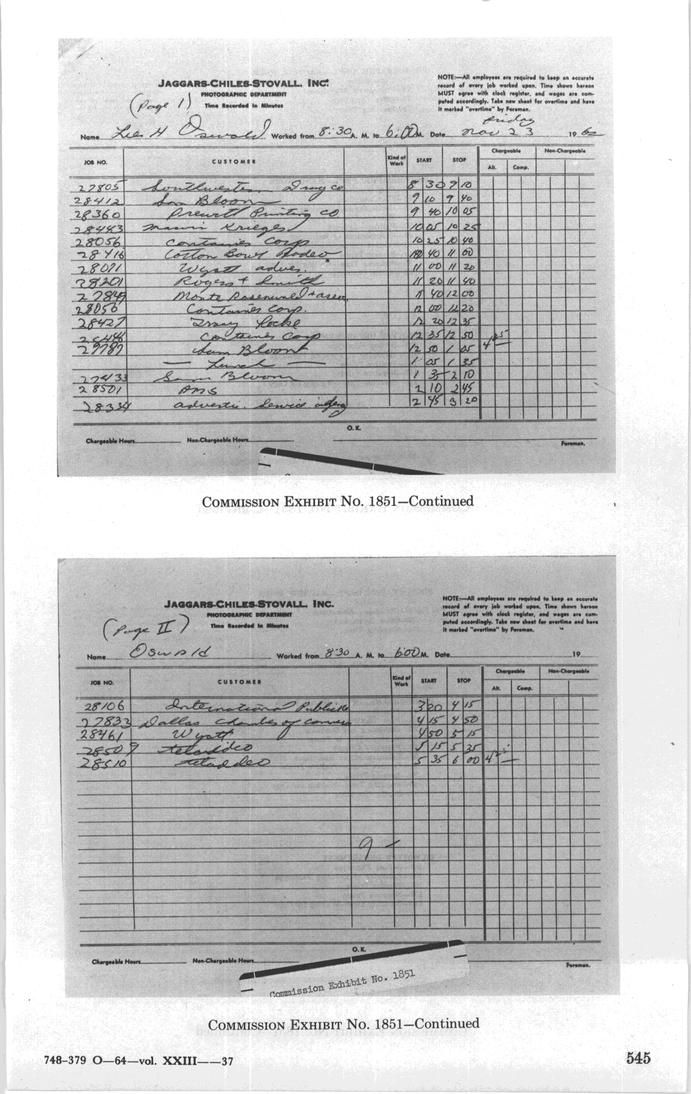 JAGGARS-CHILES-STOVALL, INC.
PHOTOGRAPHIC DEPARTMENT
(Page I)
Time Recorded in Minutes
NOTE:—All employees are required to keep an accurate
record of every job worked upon. Time shown hereon
MUST agree with clock register, and wages are com-
puted accordingly. Take new sheet for overtime and have
it marked "overtime" by Foreman.
Friday
Name Lee H Oswald Worked from 8:30 A. M. to 6:00 M. Date Nov 23 1962
JOB NO. CUSTOMER Kind of Work START STOP Chargeable Non-Chargeable
Alt. Comp.
27805 Southwestern Drug co 8 30 9 10
28412 Sam Bloom 9 10 9 40
28360 Prewitt Printing co 9 40 10 05
28483 Krieger 10 05 10 25
28056 Containes Corp 10 25 10 40
28416 Cotton Bowl Rodeo 40 11 00
28071 Wyatt adves. 11 00 11 20
28201 Rogers + Smith 11 20 11 40
Monte Rosenwald + 11 40 12 00
28056 Containes Corp. 12 00 12 20
28427 Tracy Locke 12 20 12 35
Containes Corp 12 35 12 50
Sam Bloom 12 50 1 05
— Lunch — 1 05 1 35
27433 Sam Bloom 1 35 2 10
28501 AMS 2 10 2 45
28334 2 45 3 20
O.K.
Chargeable Hours Non-Chargeable Hours Foreman.
COMMISSION EXHIBIT NO. 1851—Continued
JAGGARS-CHILES-STOVALL, INC.
PHOTOGRAPHIC DEPARTMENT
(Page II)
Time Recorded in Minutes
NOTE:—All employees are required to keep an accurate
record of every job worked upon. Time shown hereon
MUST agree with clock register, and wages are com-
puted accordingly. Take new sheet for overtime and have
it marked "overtime" by Foreman.
Name Oswald Worked from 8:30 A. M. to 6:00 M. Date 19
JOB NO. CUSTOMER Kind of Work START STOP Chargeable Non-Chargeable
Alt. Comp.
28106 International 3 20 4 15
27833 Dallas Chamber of 4 15 4 50
28461 Wyatt 4 50 5 15
28509 5 15 5 35
28510 5 35 6 00
9 —
O.K.
Chargeable Hours Non-Chargeable Hours Foreman.
Commission Exhibit No. 1851
COMMISSION EXHIBIT NO. 1851—Continued
748-379 O—64—vol. XXIII——37 545